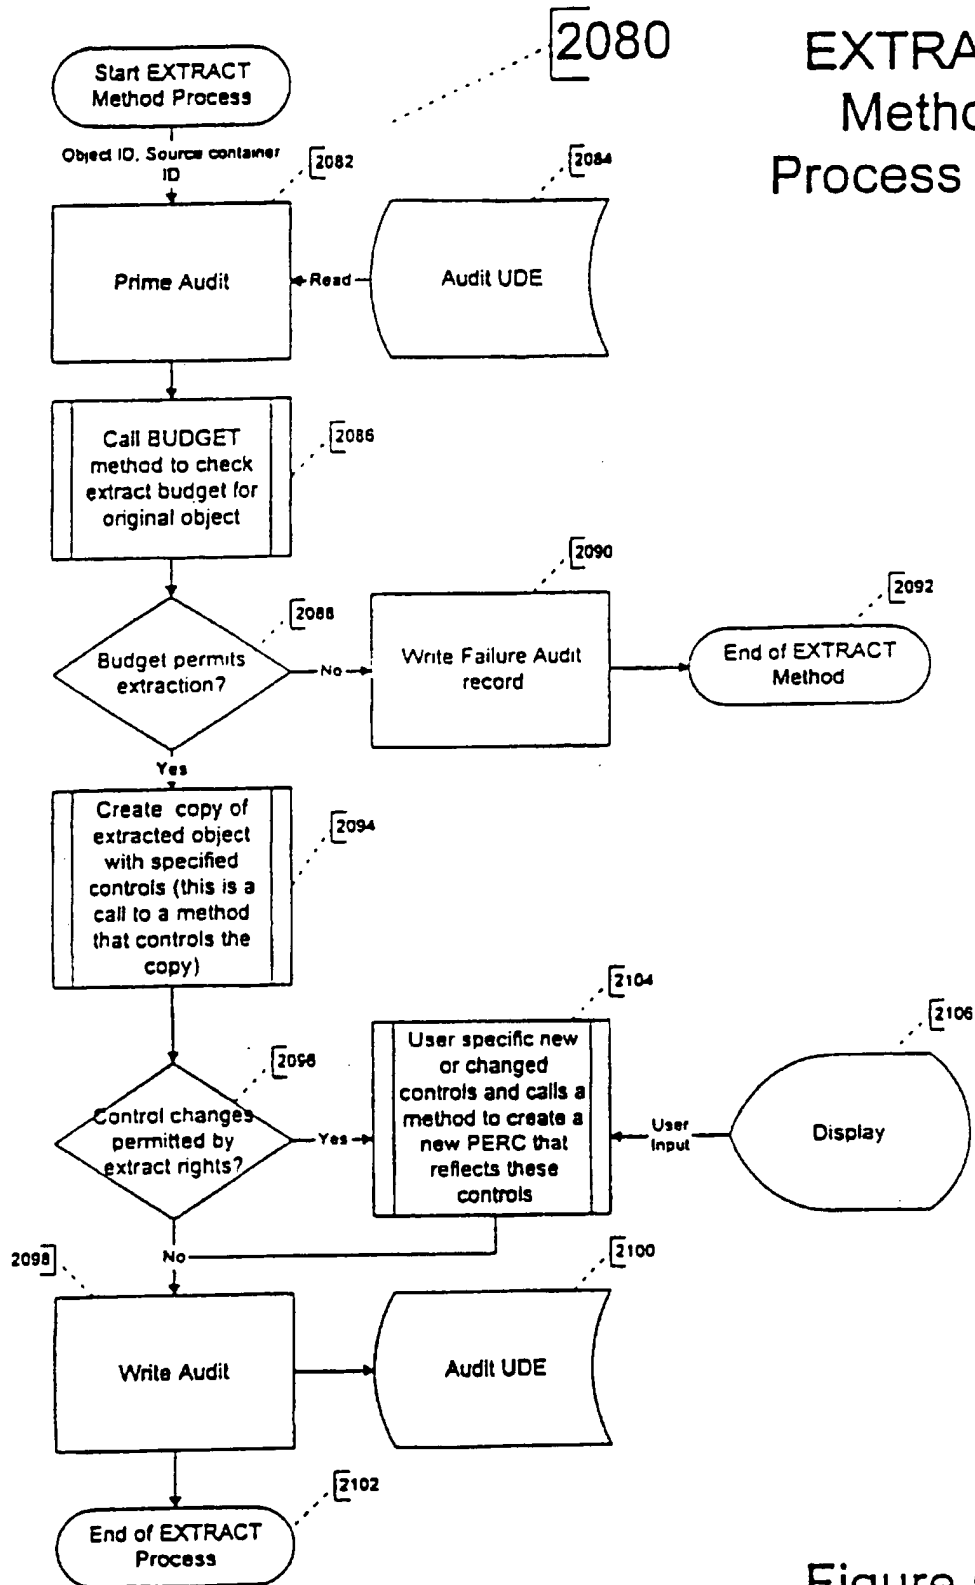 2080
EXTRA
Metho
Process
Start EXTRACT
Method Process
Object ID, Source container
ID
2082
2084
Prime Audit
Read
Audit UDE
Call BUDGET
method to check
extract budget for
original object
2086
2090
2092
2088
Budget permits
extraction?
No
Write Failure Audit
record
End of EXTRACT
Method
Yes
Create copy of
extracted object
with specified
controls (this is a
call to a method
that controls the
copy)
2094
2104
2106
User specific new
or changed
controls and calls a
method to create a
new PERC that
reflects these
controls
2096
Control changes
permitted by
extract rights?
Yes
User
Input
Display
No
2098
2100
Write Audit
Audit UDE
2102
End of EXTRACT
Process
Figure